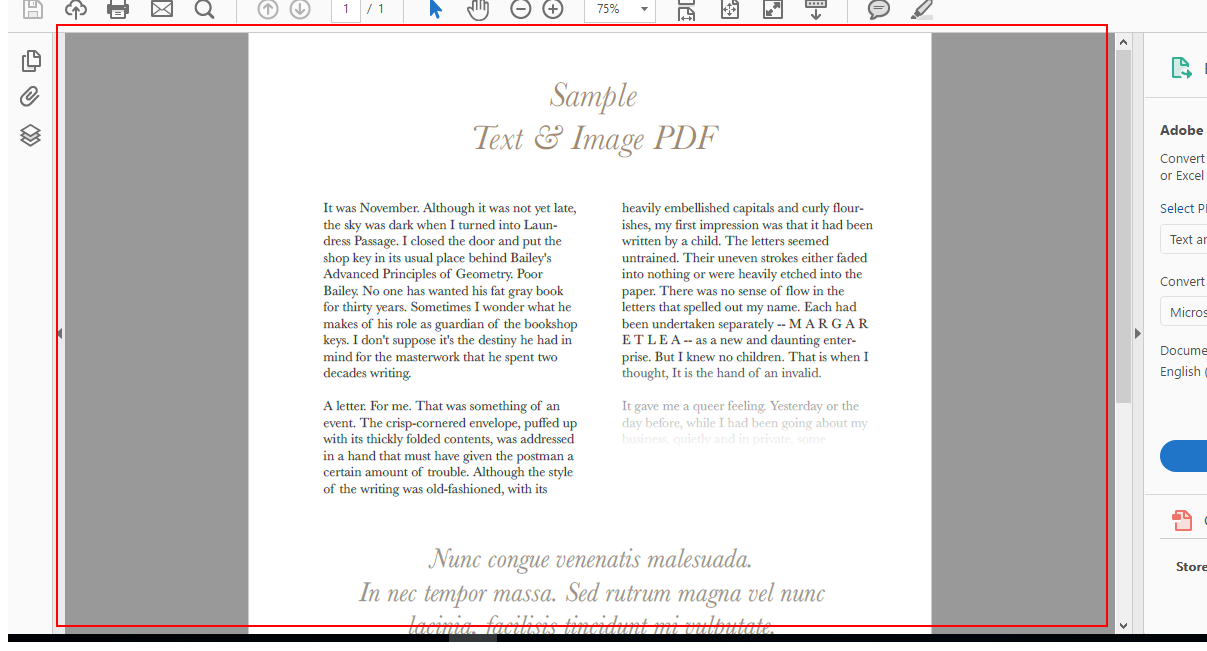 1 / 1
75%
Sample
Text & Image PDF
It was November. Although it was not yet late,
the sky was dark when I turned into Laun-
dress Passage. I closed the door and put the
shop key in its usual place behind Bailey's
Advanced Principles of Geometry. Poor
Bailey. No one has wanted his fat gray book
for thirty years. Sometimes I wonder what he
makes of his role as guardian of the bookshop
keys. I don't suppose it's the destiny he had in
mind for the masterwork that he spent two
decades writing.
A letter. For me. That was something of an
event. The crisp-cornered envelope, puffed up
with its thickly folded contents, was addressed
in a hand that must have given the postman a
certain amount of trouble. Although the style
of the writing was old-fashioned, with its
heavily embellished capitals and curly flour-
ishes, my first impression was that it had been
written by a child. The letters seemed
untrained. Their uneven strokes either faded
into nothing or were heavily etched into the
paper. There was no sense of flow in the
letters that spelled out my name. Each had
been undertaken separately -- M A R G A R
E T L E A -- as a new and daunting enter-
prise. But I knew no children. That is when I
thought, It is the hand of an invalid.
It gave me a queer feeling. Yesterday or the
day before, while I had been going about my
business, quietly and in private, some
Nunc congue venenatis malesuada.
In nec tempor massa. Sed rutrum magna vel nunc
lacinia, facilisis tincidunt mi vulputate.
Adobe
Convert
or Excel
Select
Text
Convert
English (
Store